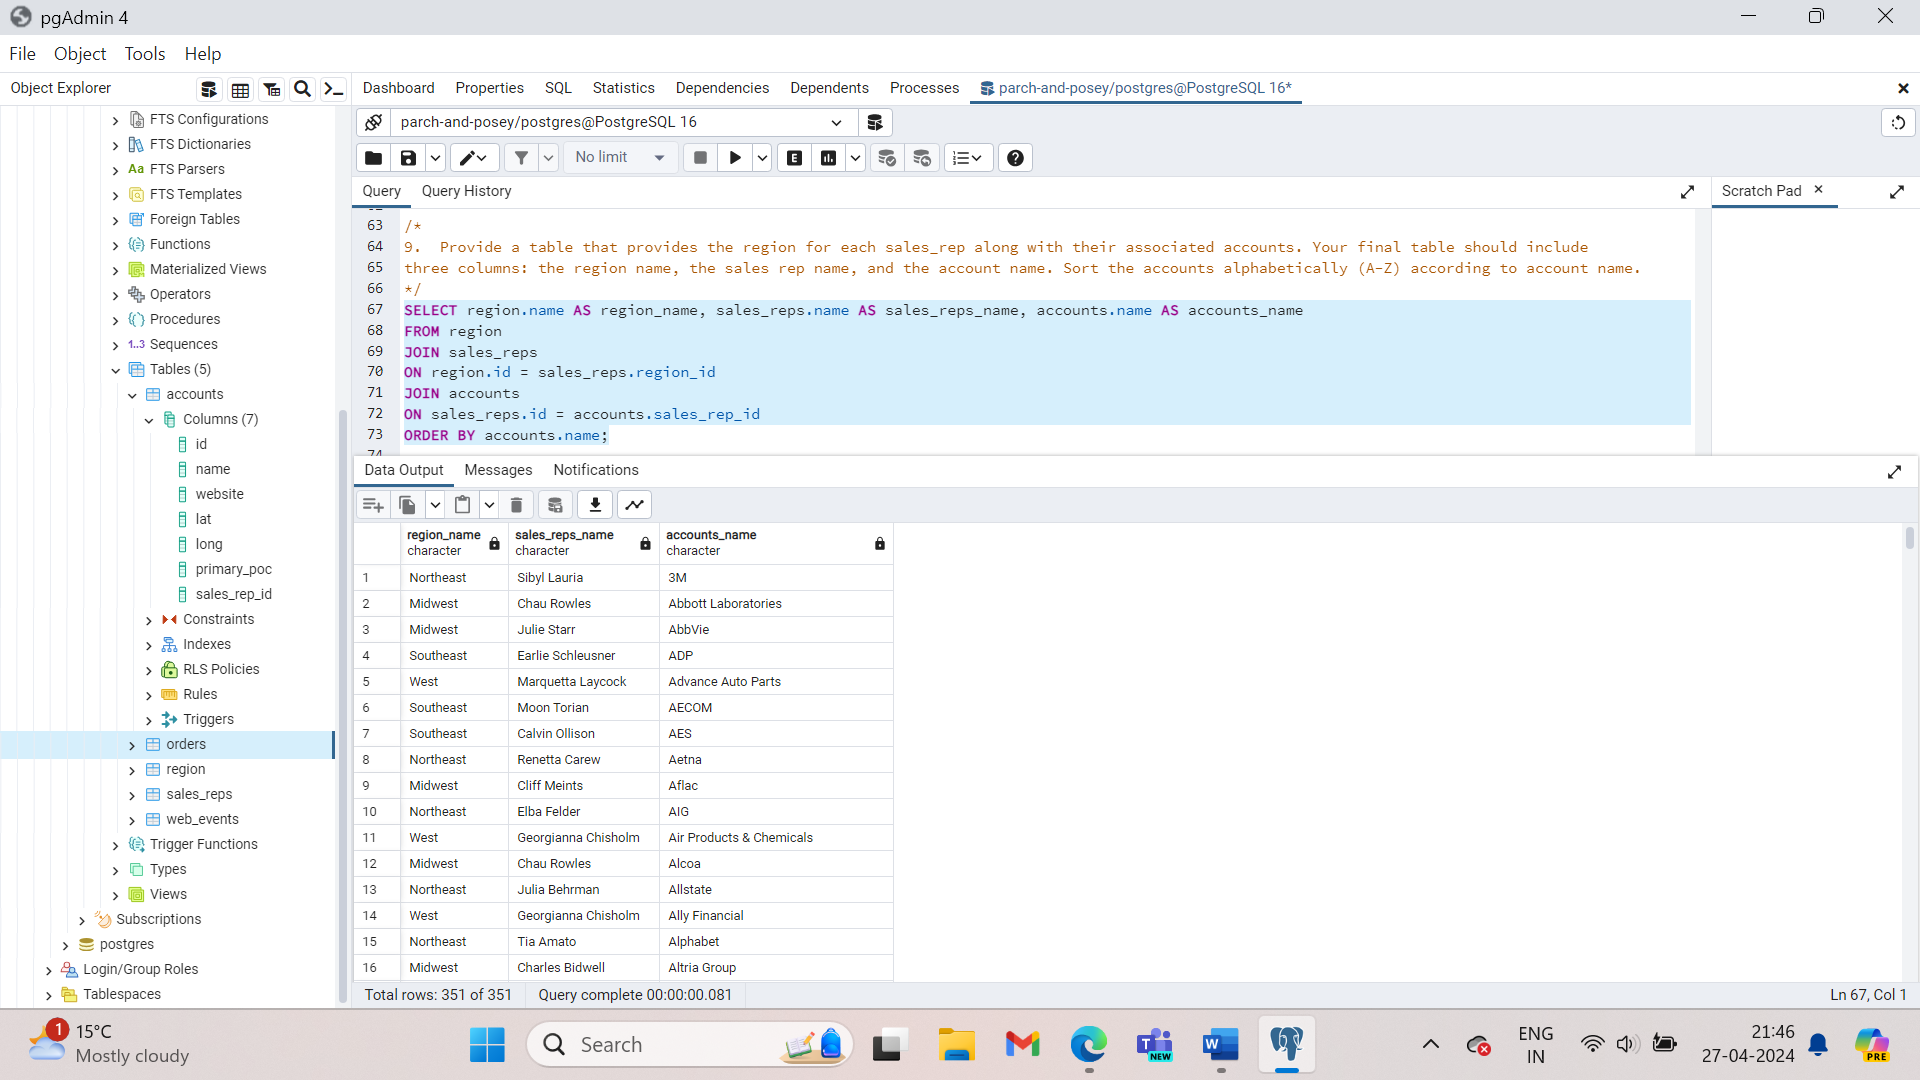 pgAdmin 4
File Object Tools Help
Object Explorer
Dashboard Properties SQL Statistics Dependencies Dependents Processes parch-and-posey/postgres@PostgreSQL 16*
parch-and-posey/postgres@PostgreSQL 16
No limit
E
Query Query History
Scratch Pad
FTS Configurations
FTS Dictionaries
Aa FTS Parsers
FTS Templates
Foreign Tables
Functions
Materialized Views
Operators
Procedures
1..3 Sequences
Tables (5)
accounts
Columns (7)
id
name
website
lat
long
primary_poc
sales_rep_id
Constraints
Indexes
RLS Policies
Rules
Triggers
orders
region
sales_reps
web_events
Trigger Functions
Types
Views
Subscriptions
postgres
Login/Group Roles
Tablespaces
63 /*
64 9. Provide a table that provides the region for each sales_rep along with their associated accounts. Your final table should include
65 three columns: the region name, the sales rep name, and the account name. Sort the accounts alphabetically (A-Z) according to account name.
66 */
67 SELECT region.name AS region_name, sales_reps.name AS sales_reps_name, accounts.name AS accounts_name
68 FROM region
69 JOIN sales_reps
70 ON region.id = sales_reps.region_id
71 JOIN accounts
72 ON sales_reps.id = accounts.sales_rep_id
73 ORDER BY accounts.name;
74
Data Output Messages Notifications
region_name sales_reps_name accounts_name
character character character
1 Northeast Sibyl Lauria 3M
2 Midwest Chau Rowles Abbott Laboratories
3 Midwest Julie Starr AbbVie
4 Southeast Earlie Schleusner ADP
5 West Marquetta Laycock Advance Auto Parts
6 Southeast Moon Torian AECOM
7 Southeast Calvin Ollison AES
8 Northeast Renetta Carew Aetna
9 Midwest Cliff Meints Aflac
10 Northeast Elba Felder AIG
11 West Georgianna Chisholm Air Products & Chemicals
12 Midwest Chau Rowles Alcoa
13 Northeast Julia Behrman Allstate
14 West Georgianna Chisholm Ally Financial
15 Northeast Tia Amato Alphabet
16 Midwest Charles Bidwell Altria Group
Total rows: 351 of 351 Query complete 00:00:00.081
Ln 67, Col 1
1
15°C
Mostly cloudy
Search
NEW
W
ENG
IN
21:46
27-04-2024
PRE